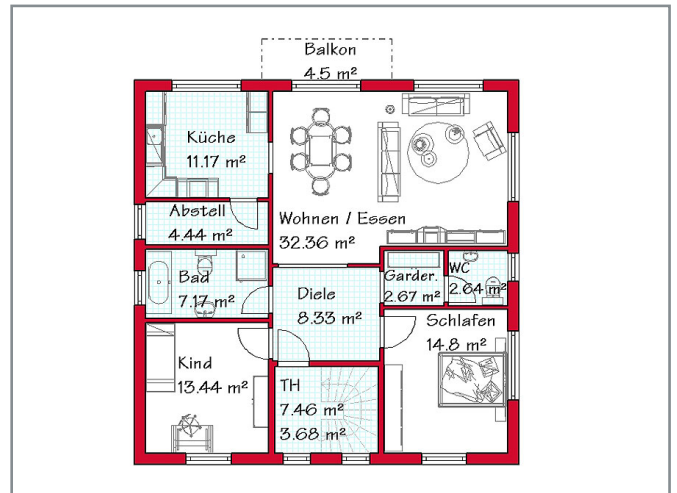 Balkon
4.5 m²
Küche
11.17 m²
Abstell
4.44 m²
Wohnen / Essen
32.36 m²
Bad
7.17 m²
Diele
8.33 m²
Garder.
2.67 m²
WC
2.64 m²
Kind
13.44 m²
TH
7.46 m²
3.68 m²
Schlafen
14.8 m²